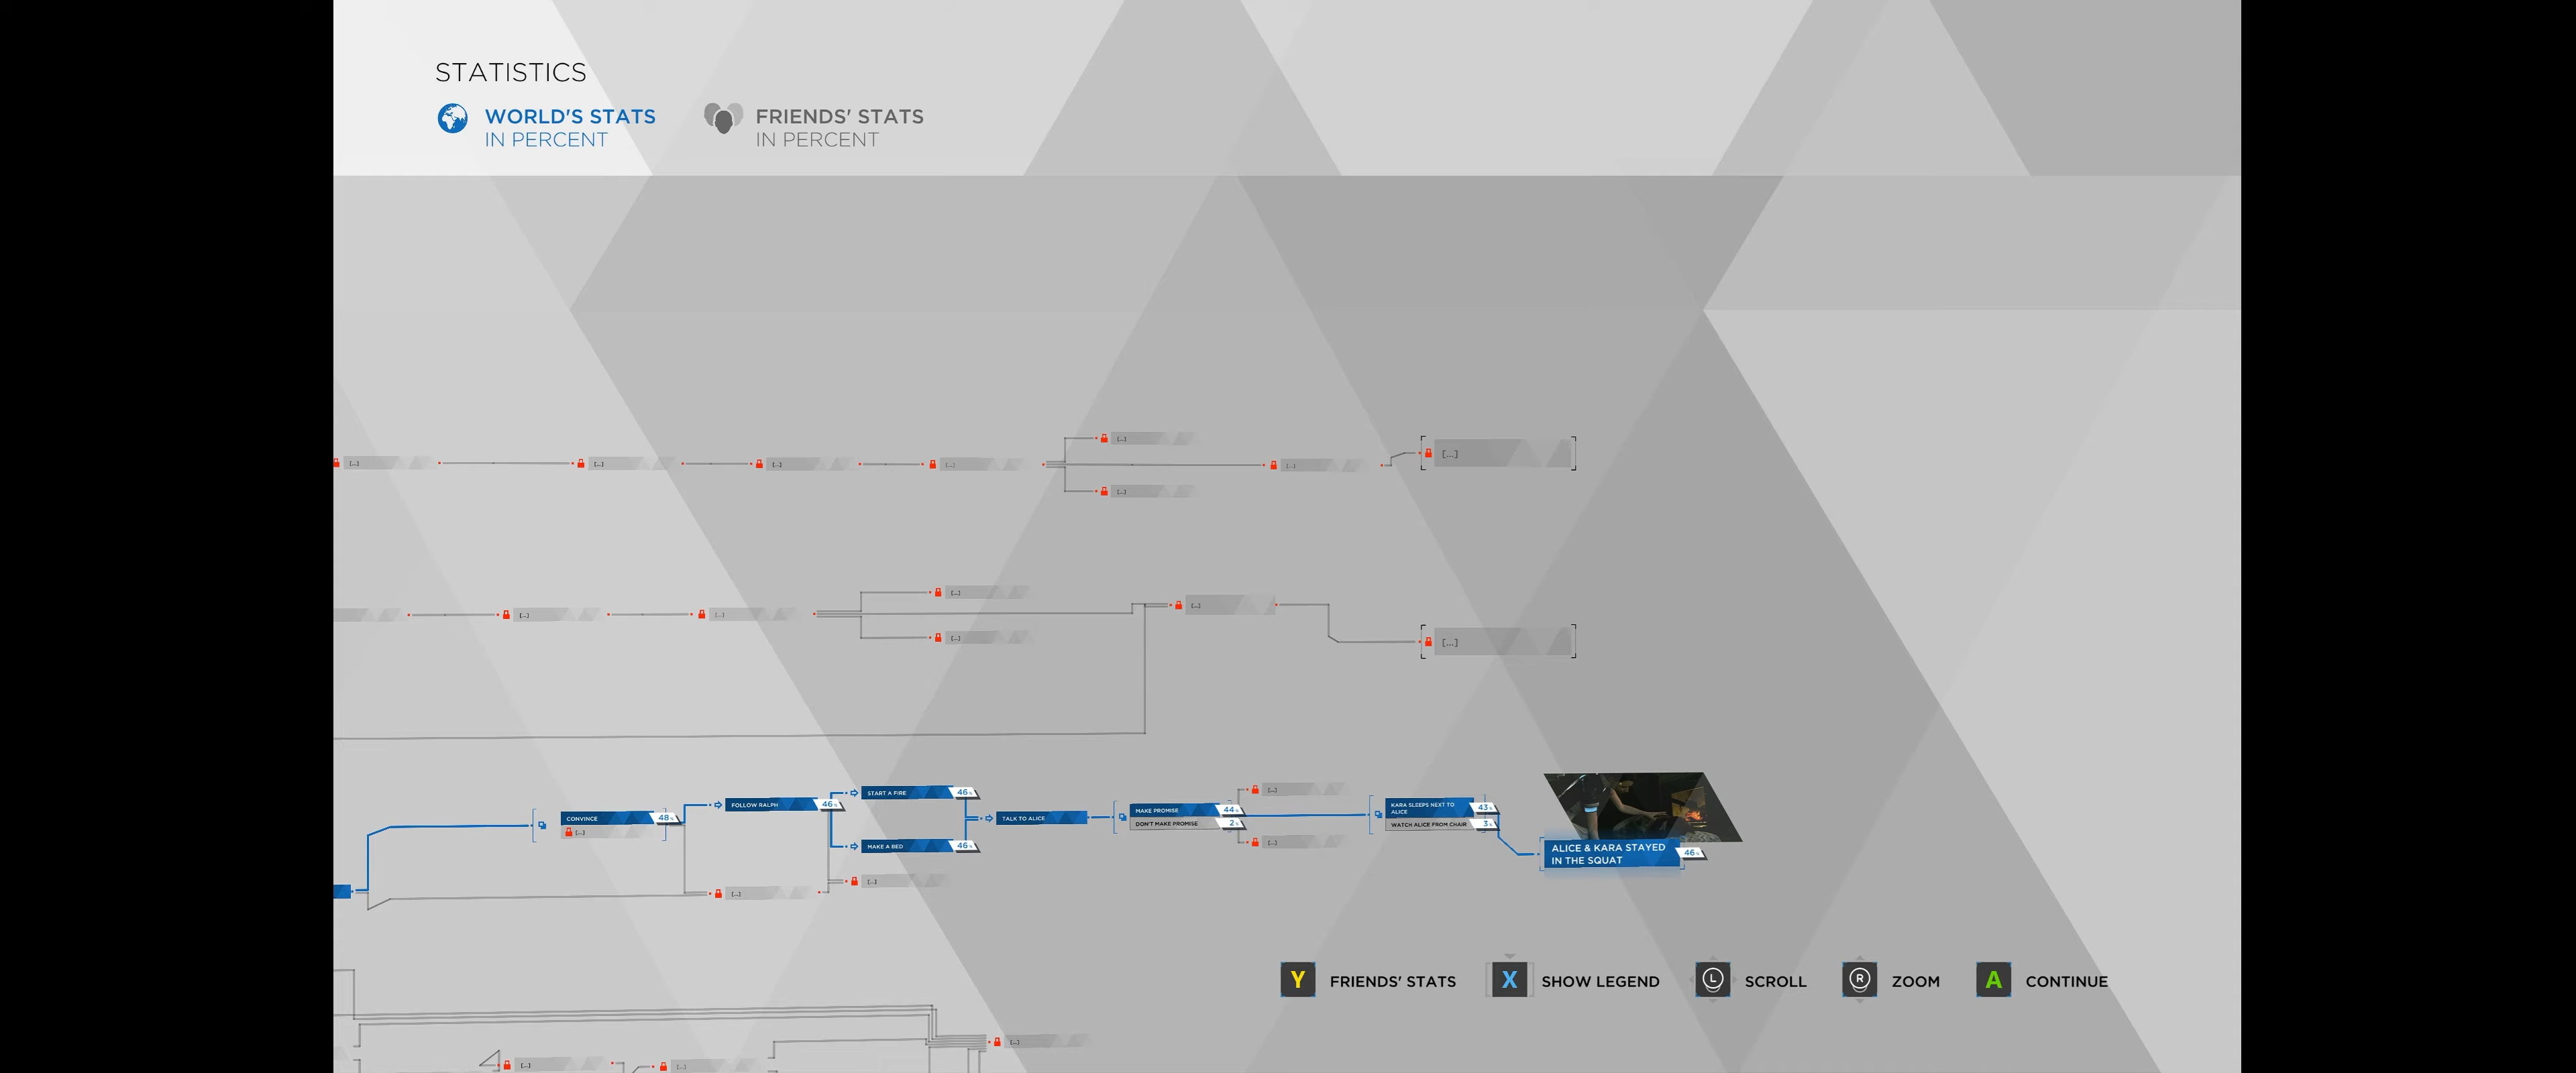 STATISTICS
WORLD'S STATS
IN PERCENT
FRIENDS' STATS
IN PERCENT
[...]
[...]
[...]
[...]
[...]
[...]
[...]
[...]
[...]
[...]
[...]
[...]
[...]
[...]
CONVINCE 48%
[...]
FOLLOW RALPH 46%
START A FIRE 46%
MAKE A BED 46%
[...]
[...]
TALK TO ALICE
MAKE PROMISE 44%
DON'T MAKE PROMISE 2%
[...]
[...]
KARA SLEEPS NEXT TO
ALICE 43%
WATCH ALICE FROM CHAIR 3%
ALICE & KARA STAYED
IN THE SQUAT 46%
Y FRIENDS' STATS
X SHOW LEGEND
L SCROLL
R ZOOM
A CONTINUE
[...]
[...]
[...]